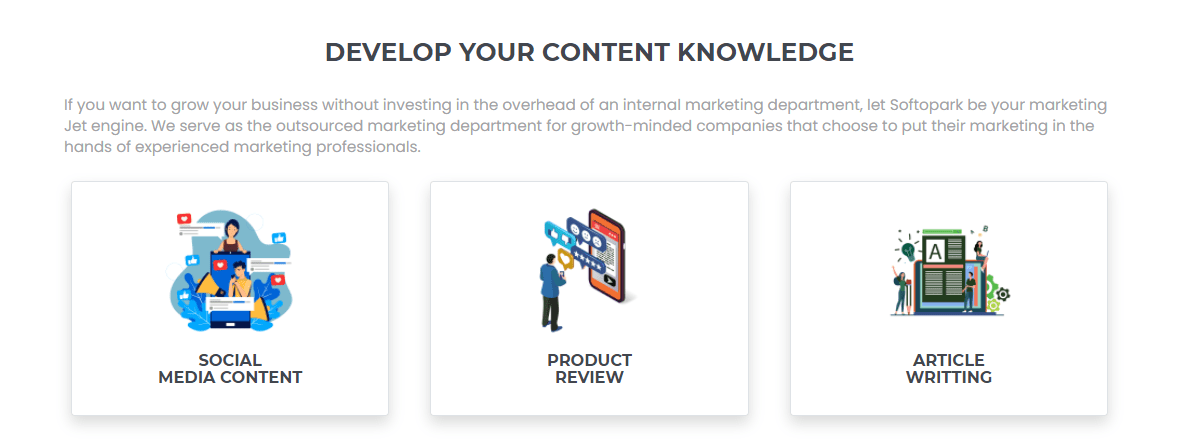 DEVELOP YOUR CONTENT KNOWLEDGE
If you want to grow your business without investing in the overhead of an internal marketing department, let Softopark be your marketing
Jet engine. We serve as the outsourced marketing department for growth-minded companies that choose to put their marketing in the
hands of experienced marketing professionals.
A
B
SOCIAL
MEDIA CONTENT
PRODUCT
REVIEW
ARTICLE
WRITTING